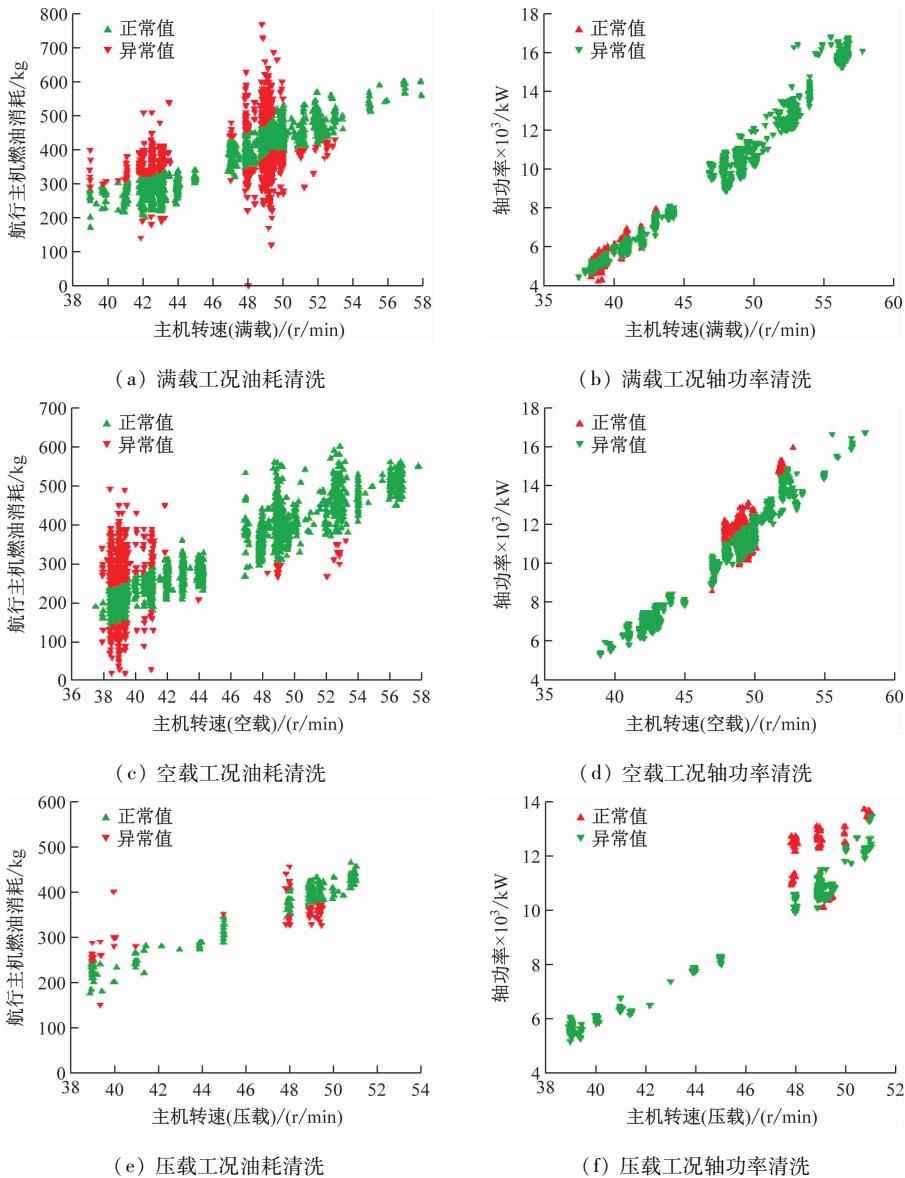 800
700
600
500
400
300
200
100
0
正常值
异常值
航行主机燃油消耗/kg
38 40 42 44 46 48 50 52 54 56 58
主机转速(满载)/(r/min)
(a) 满载工况油耗清洗
18
16
14
12
10
8
6
4
正常值
异常值
轴功率×10³/kW
35 40 45 50 55 60
主机转速(满载)/(r/min)
(b) 满载工况轴功率清洗
700
600
500
400
300
200
100
0
正常值
异常值
航行主机燃油消耗/kg
36 38 40 42 44 46 48 50 52 54 56 58
主机转速(空载)/(r/min)
(c) 空载工况油耗清洗
18
16
14
12
10
8
6
4
正常值
异常值
轴功率×10³/kW
35 40 45 50 55 60
主机转速(空载)/(r/min)
(d) 空载工况轴功率清洗
600
500
400
300
200
100
0
正常值
异常值
航行主机燃油消耗/kg
38 40 42 44 46 48 50 52 54
主机转速(压载)/(r/min)
(e) 压载工况油耗清洗
14
12
10
8
6
4
正常值
异常值
轴功率×10³/kW
38 40 42 44 46 48 50 52
主机转速(压载)/(r/min)
(f) 压载工况轴功率清洗